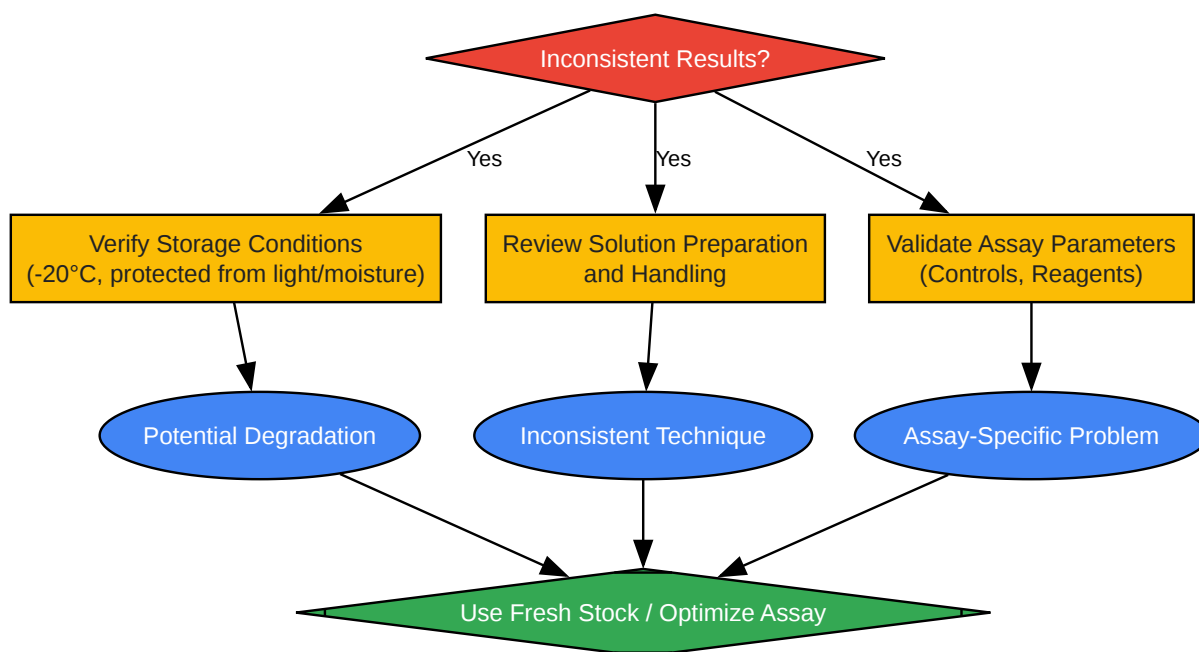 Inconsistent Results?
Yes
Yes
Yes
Verify Storage Conditions
(-20°C, protected from light/moisture)
Review Solution Preparation
and Handling
Validate Assay Parameters
(Controls, Reagents)
Potential Degradation
Inconsistent Technique
Assay-Specific Problem
Use Fresh Stock / Optimize Assay